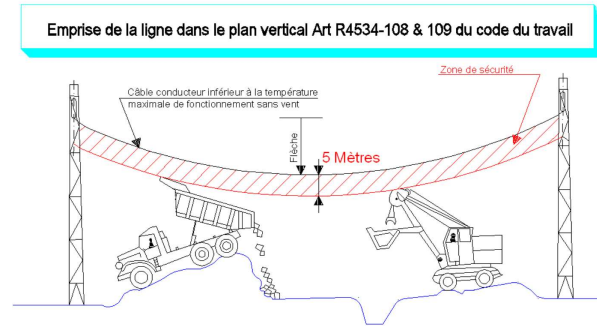 Emprise de la ligne dans le plan vertical Art R4534-108 & 109 du code du travail
Zone de sécurité
Câble conducteur inférieur à la température
maximale de fonctionnement sans vent
Flèche
5 Mètres